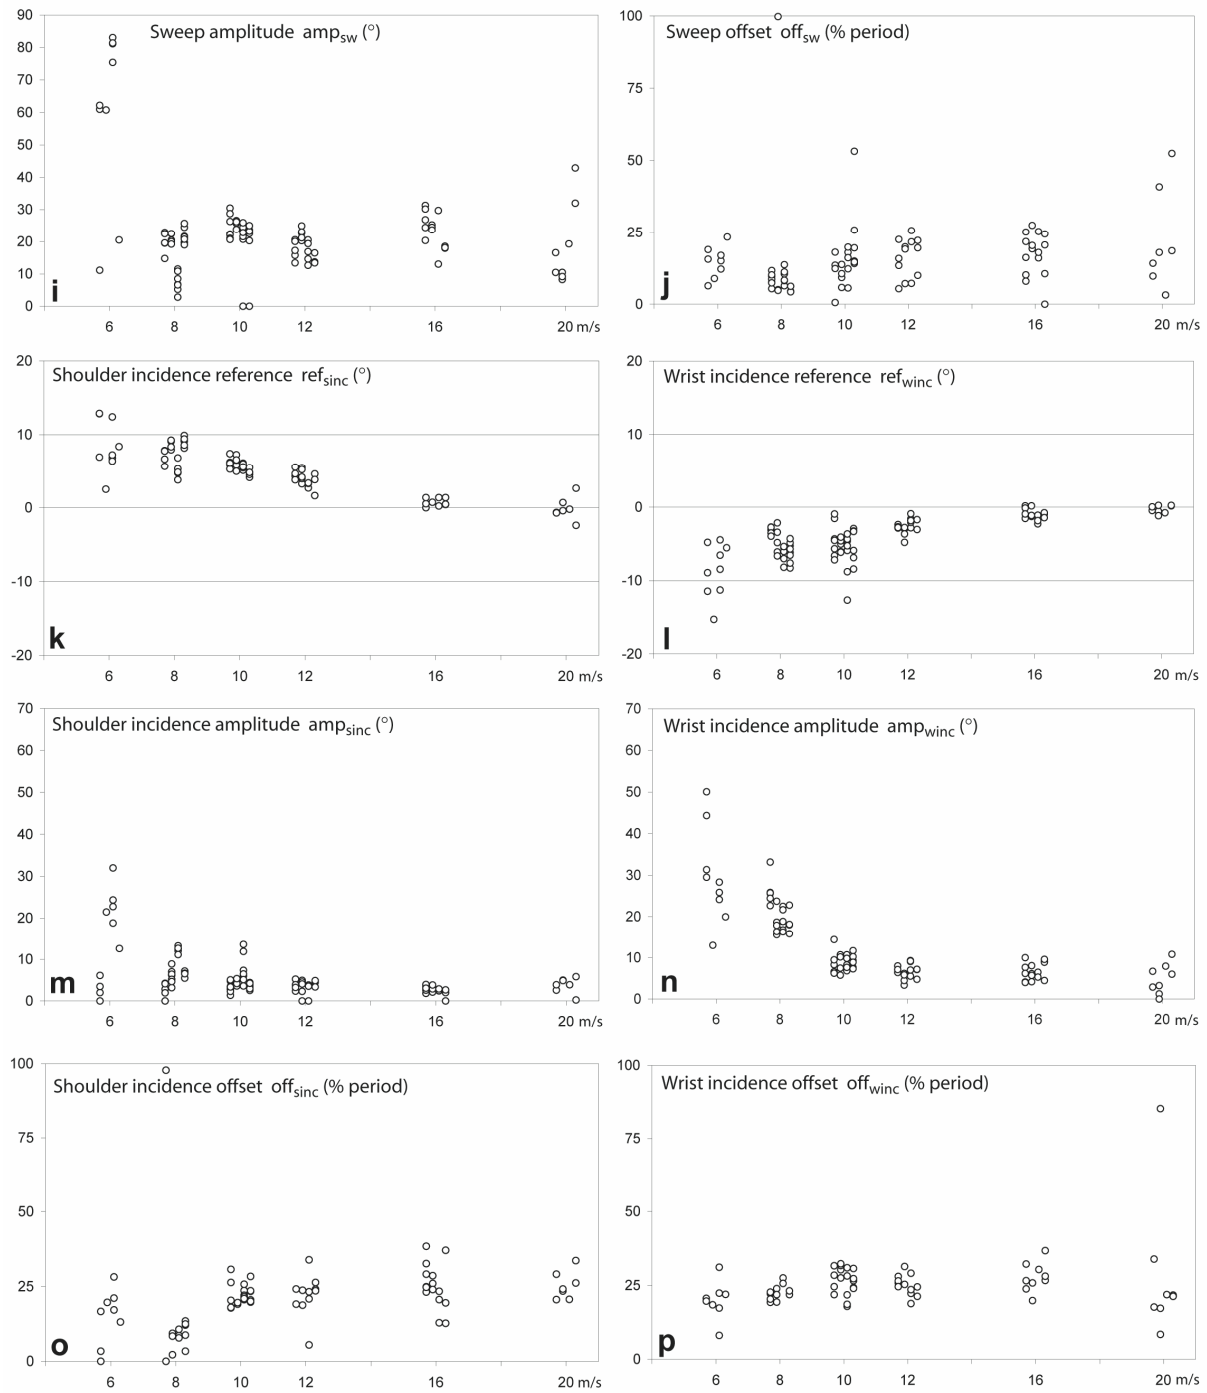 Sweep amplitude amp_sw (°)
90
80
70
60
50
40
30
20
10
0
i
6 8 10 12 16 20 m/s
Sweep offset off_sw (% period)
100
75
50
25
0
j
6 8 10 12 16 20 m/s
Shoulder incidence reference ref_sinc (°)
20
10
0
-10
-20
k
6 8 10 12 16 20 m/s
Wrist incidence reference ref_winc (°)
20
10
0
-10
-20
l
6 8 10 12 16 20 m/s
Shoulder incidence amplitude amp_sinc (°)
70
60
50
40
30
20
10
0
m
6 8 10 12 16 20 m/s
Wrist incidence amplitude amp_winc (°)
70
60
50
40
30
20
10
0
n
6 8 10 12 16 20 m/s
Shoulder incidence offset off_sinc (% period)
100
75
50
25
0
o
6 8 10 12 16 20 m/s
Wrist incidence offset off_winc (% period)
100
75
50
25
0
p
6 8 10 12 16 20 m/s